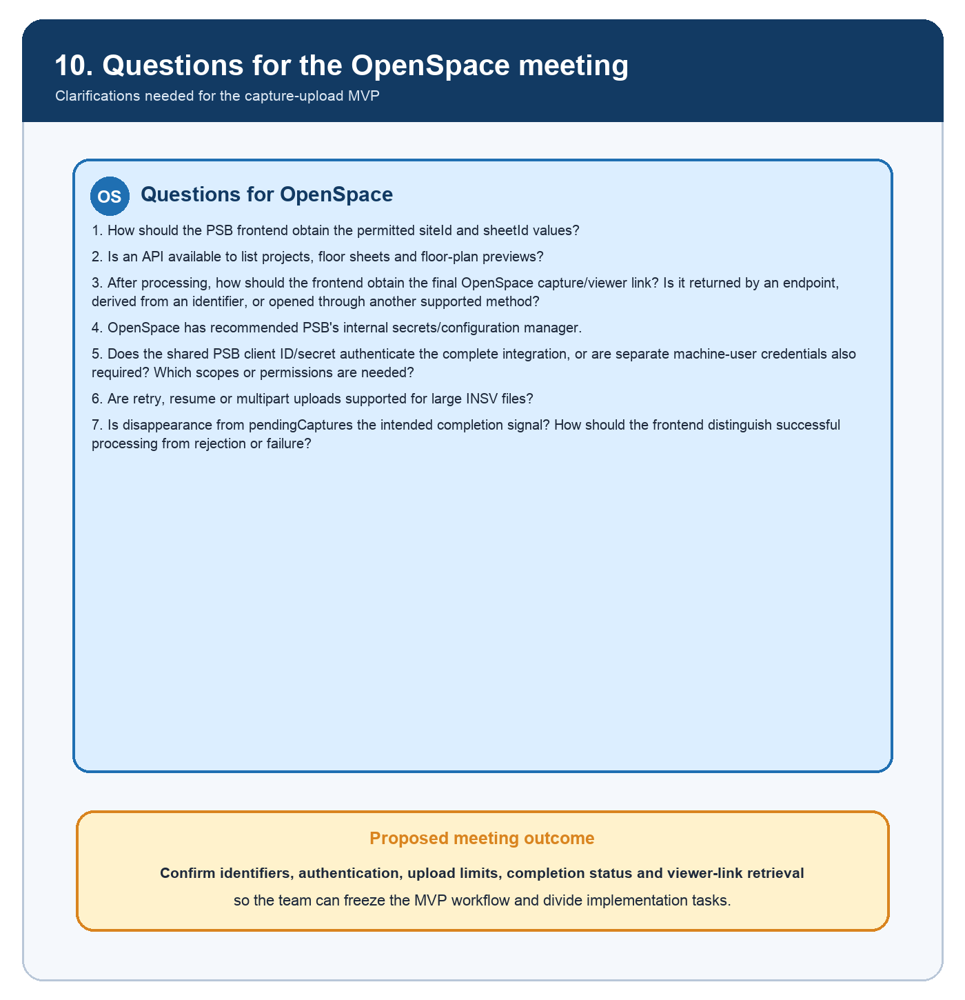 10. Questions for the OpenSpace meeting
Clarifications needed for the capture-upload MVP
OS
Questions for OpenSpace
1. How should the PSB frontend obtain the permitted siteId and sheetId values?
2. Is an API available to list projects, floor sheets and floor-plan previews?
3. After processing, how should the frontend obtain the final OpenSpace capture/viewer link? Is it returned by an endpoint,
derived from an identifier, or opened through another supported method?
4. OpenSpace has recommended PSB's internal secrets/configuration manager.
5. Does the shared PSB client ID/secret authenticate the complete integration, or are separate machine-user credentials also
required? Which scopes or permissions are needed?
6. Are retry, resume or multipart uploads supported for large INSV files?
7. Is disappearance from pendingCaptures the intended completion signal? How should the frontend distinguish successful
processing from rejection or failure?
Proposed meeting outcome
Confirm identifiers, authentication, upload limits, completion status and viewer-link retrieval
so the team can freeze the MVP workflow and divide implementation tasks.